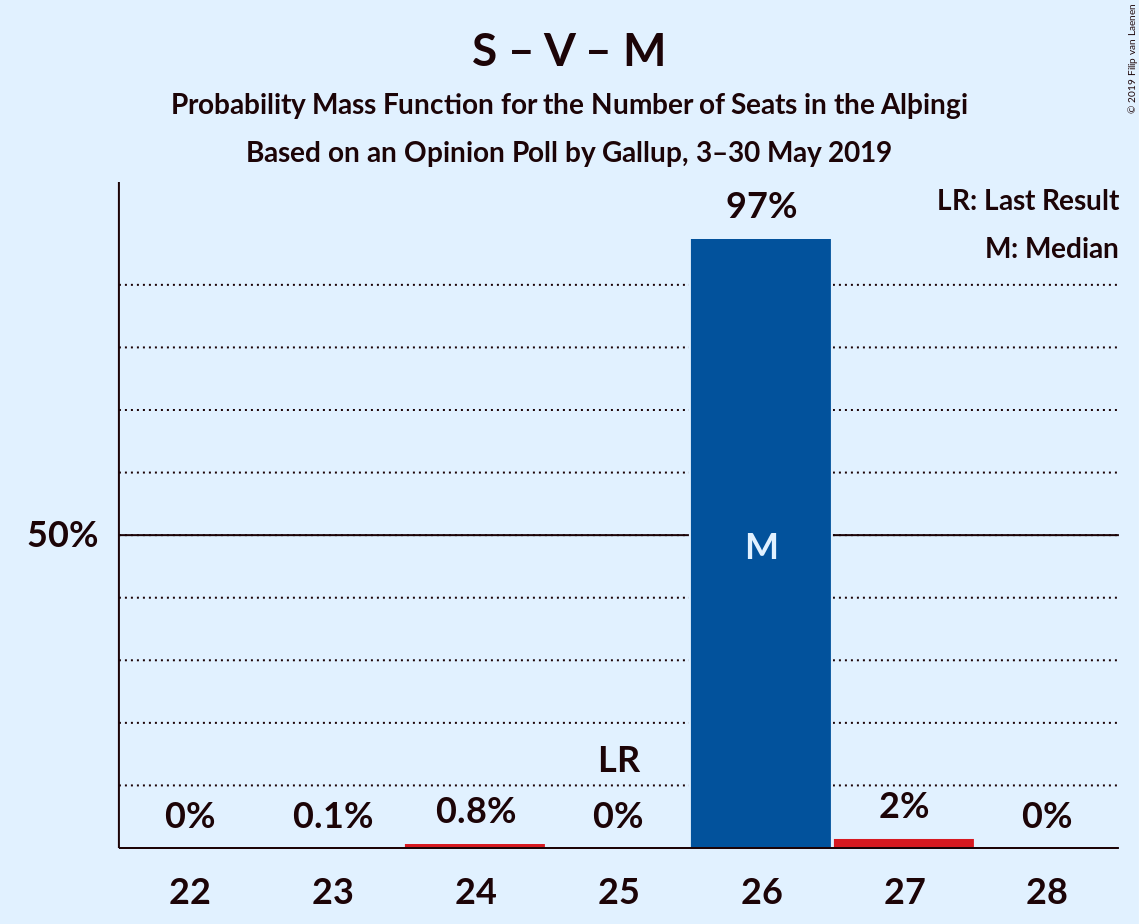 S – V – M
Probability Mass Function for the Number of Seats in the Alþingi
Based on an Opinion Poll by Gallup, 3–30 May 2019
© 2019 Filip van Laenen
LR: Last Result
M: Median
97%
50%
M
LR
0%
0.1%
0.8%
0%
2%
0%
22
23
24
25
26
27
28